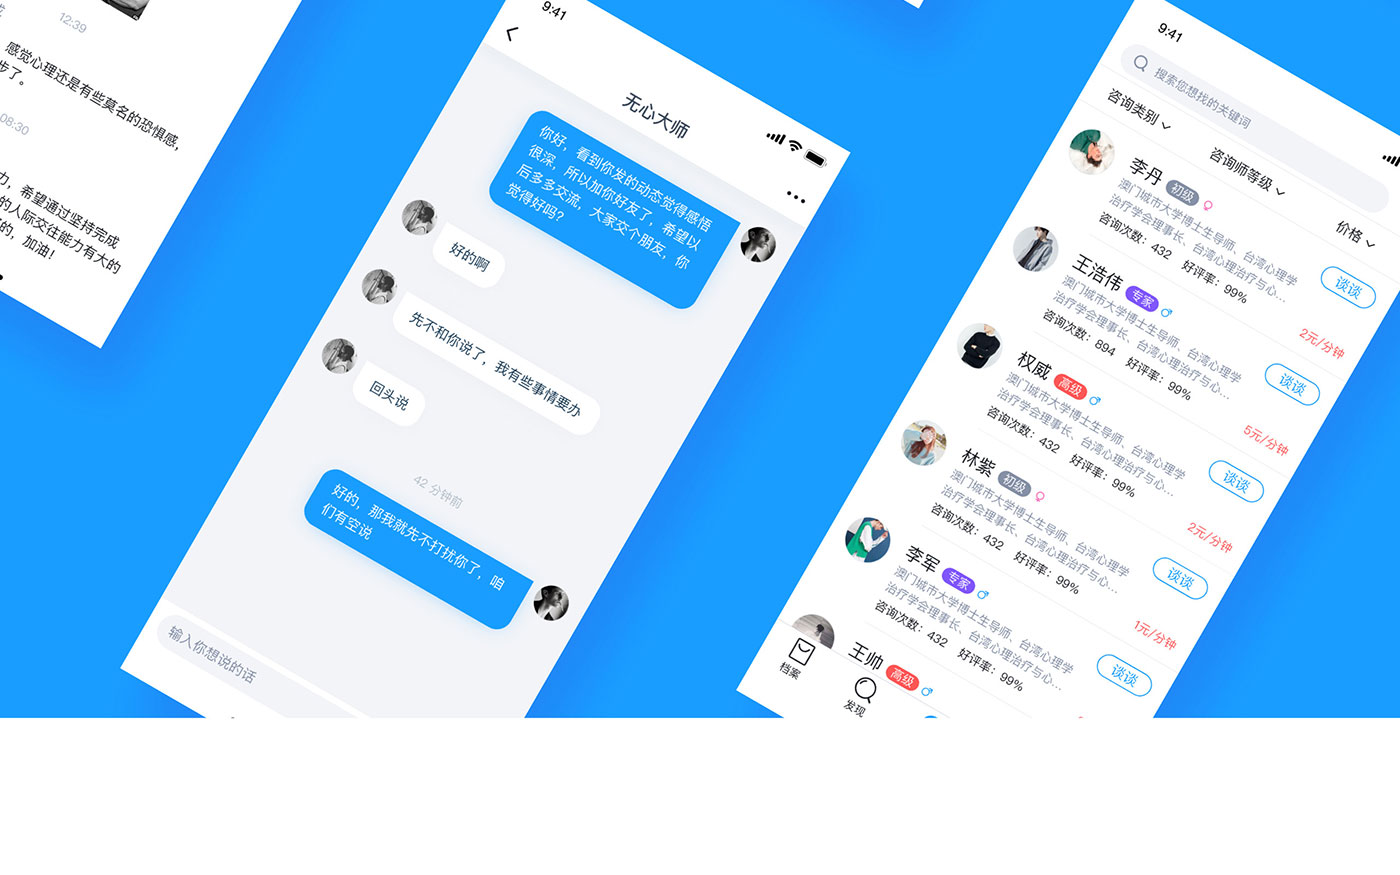 12:39
感觉心理还是有些莫名的恐惧感，
步了。
08:30
力，希望通过坚持完成
的人际交往能力有大的
的，加油！
9:41
无心大师
你好，看到你发的动态觉得感悟
很深，所以加你好友了，希望以
后多多交流，大家交个朋友，你
觉得好吗？
好的啊
先不和你说了，我有些事情要办
回头说
42 分钟前
好的，那我就先不打扰你了，咱
们有空说
输入你想说的话
9:41
搜索您想找的关键词
咨询类别
咨询师等级
价格
李丹 初级
澳门城市大学博士生导师、台湾心理学
治疗学会理事长、台湾心理治疗与心...
咨询次数：432 好评率：99%
谈谈
2元/分钟
王浩伟 专家
澳门城市大学博士生导师、台湾心理学
治疗学会理事长、台湾心理治疗与心...
咨询次数：894 好评率：99%
谈谈
5元/分钟
权威 高级
澳门城市大学博士生导师、台湾心理学
治疗学会理事长、台湾心理治疗与心...
咨询次数：432 好评率：99%
谈谈
2元/分钟
林紫 初级
澳门城市大学博士生导师、台湾心理学
治疗学会理事长、台湾心理治疗与心...
咨询次数：432 好评率：99%
谈谈
1元/分钟
李军 专家
澳门城市大学博士生导师、台湾心理学
治疗学会理事长、台湾心理治疗与心...
咨询次数：432 好评率：99%
谈谈
王帅 高级
档案
发现